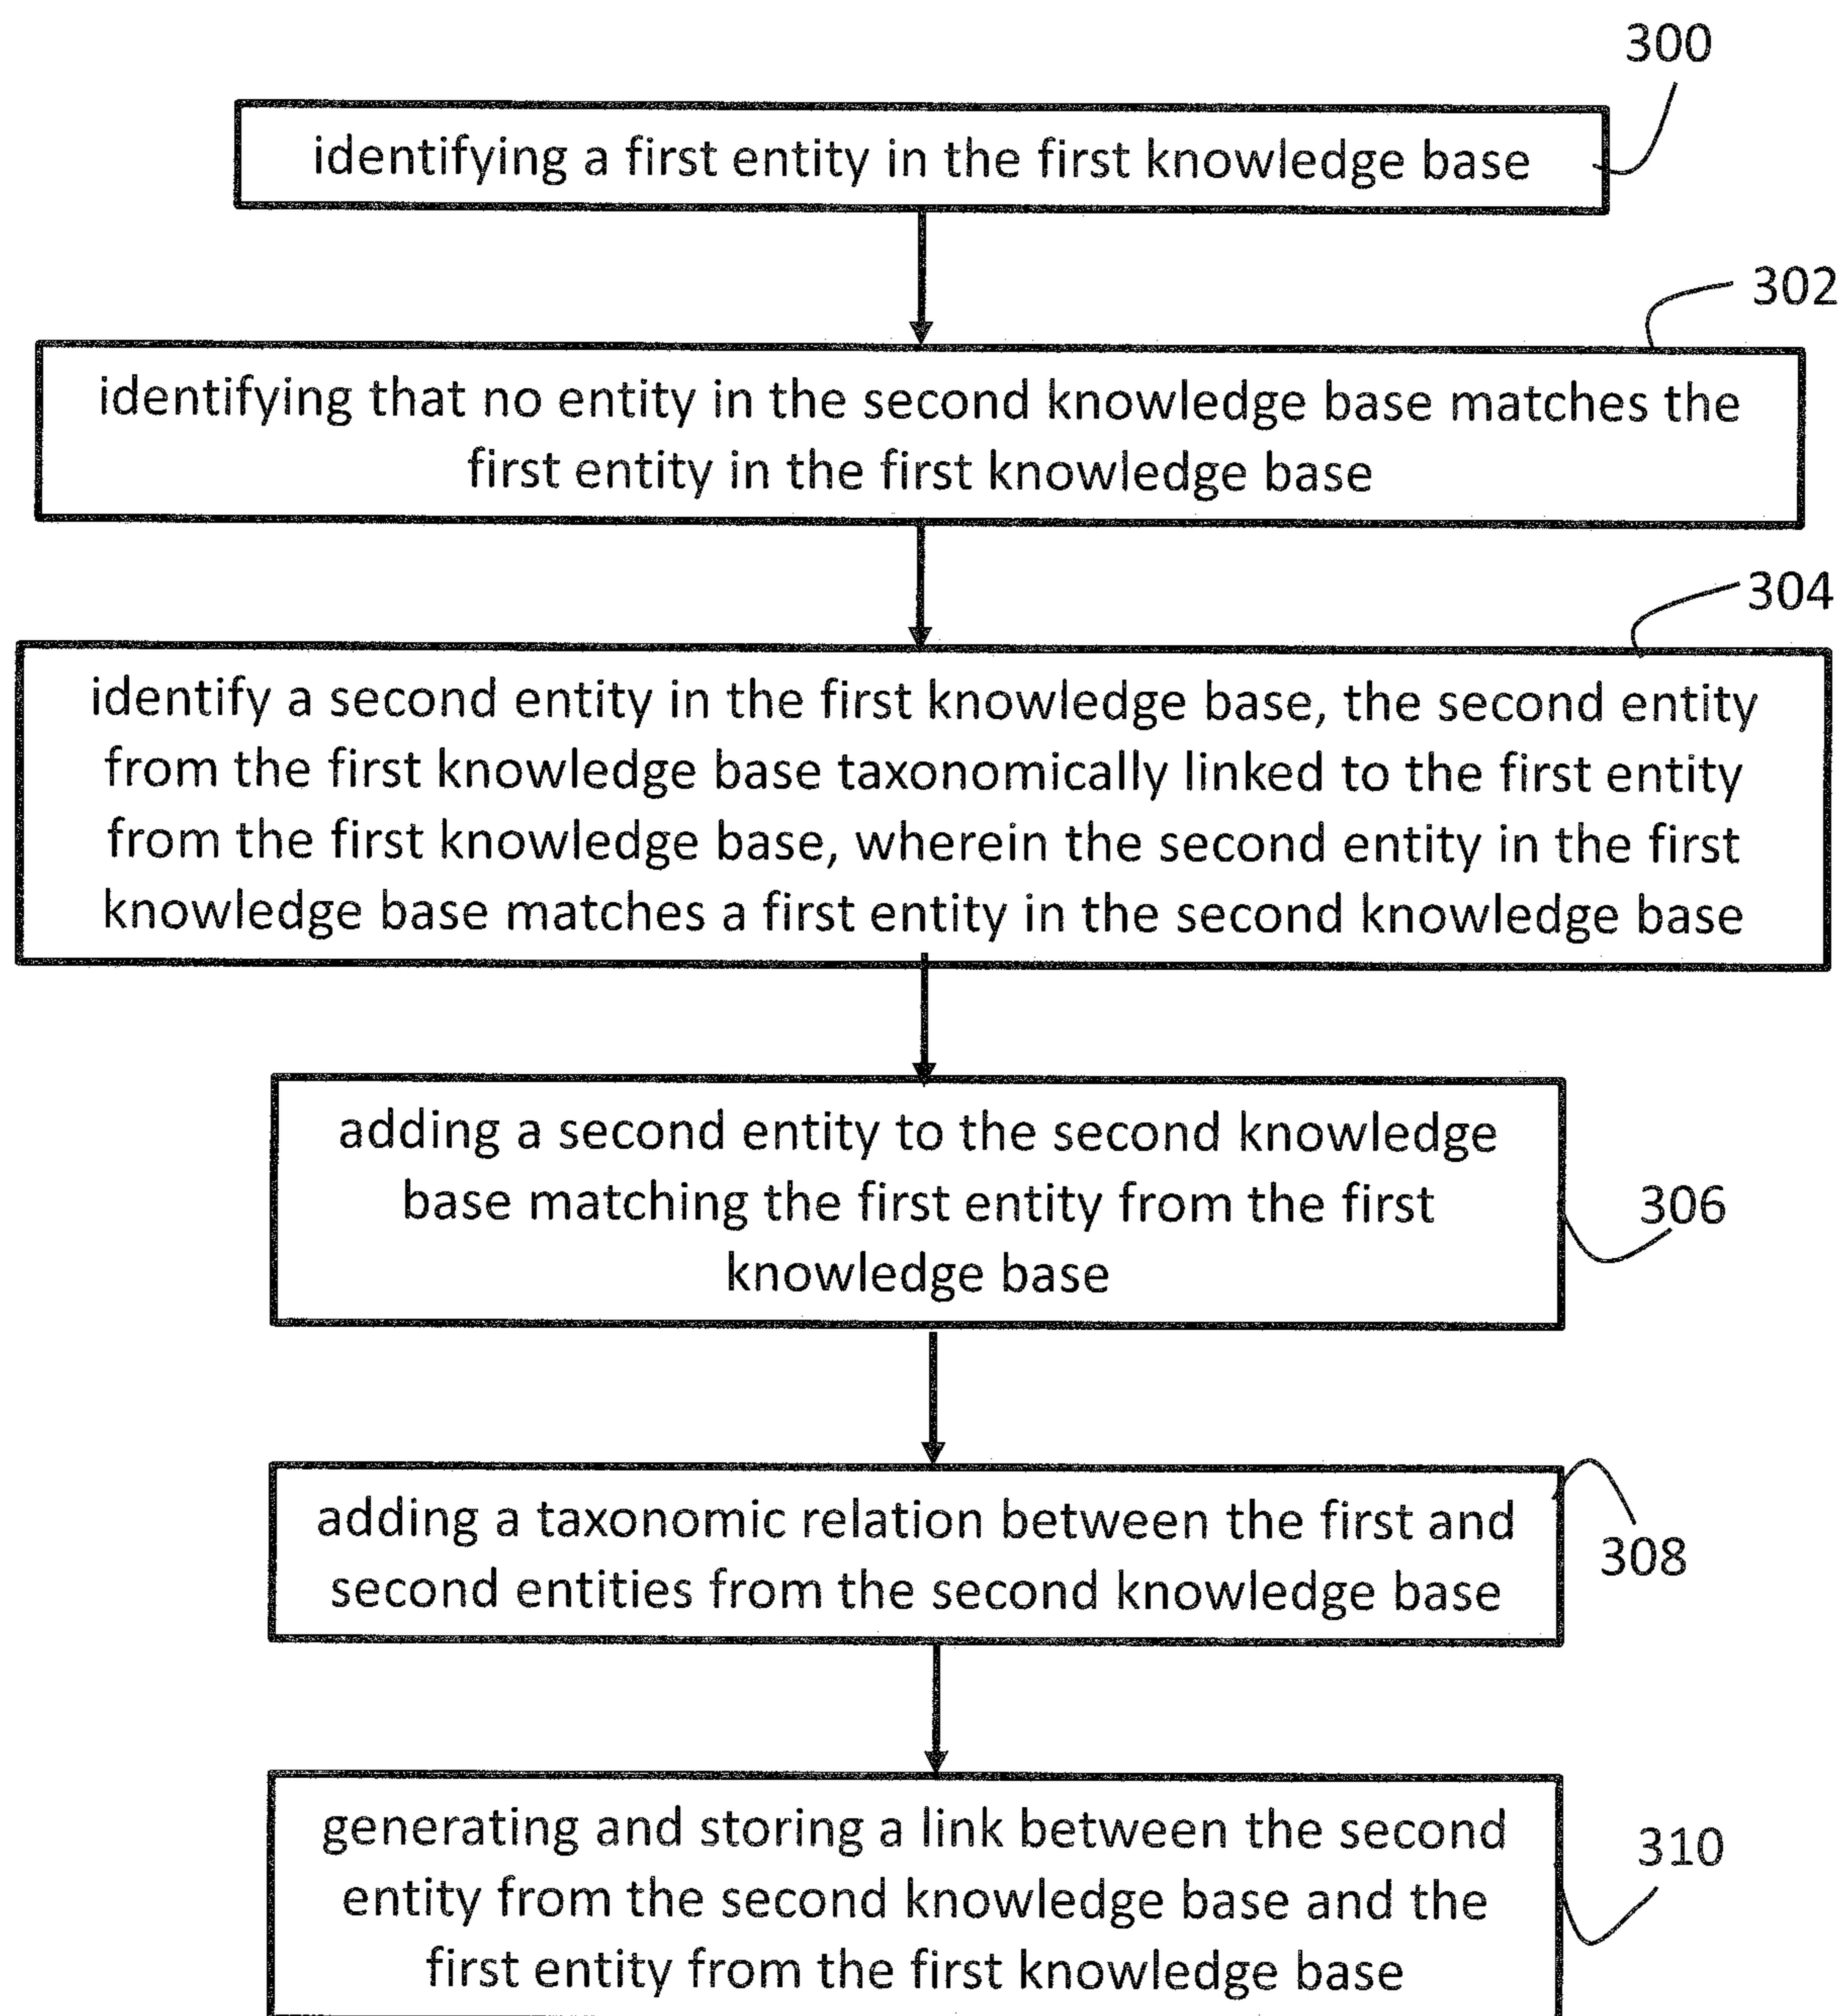 300
identifying a first entity in the first knowledge base
302
identifying that no entity in the second knowledge base matches the
first entity in the first knowledge base
304
identify a second entity in the first knowledge base, the second entity
from the first knowledge base taxonomically linked to the first entity
from the first knowledge base, wherein the second entity in the first
knowledge base matches a first entity in the second knowledge base
adding a second entity to the second knowledge
base matching the first entity from the first
knowledge base
306
adding a taxonomic relation between the first and
second entities from the second knowledge base
308
generating and storing a link between the second
entity from the second knowledge base and the
first entity from the first knowledge base
310